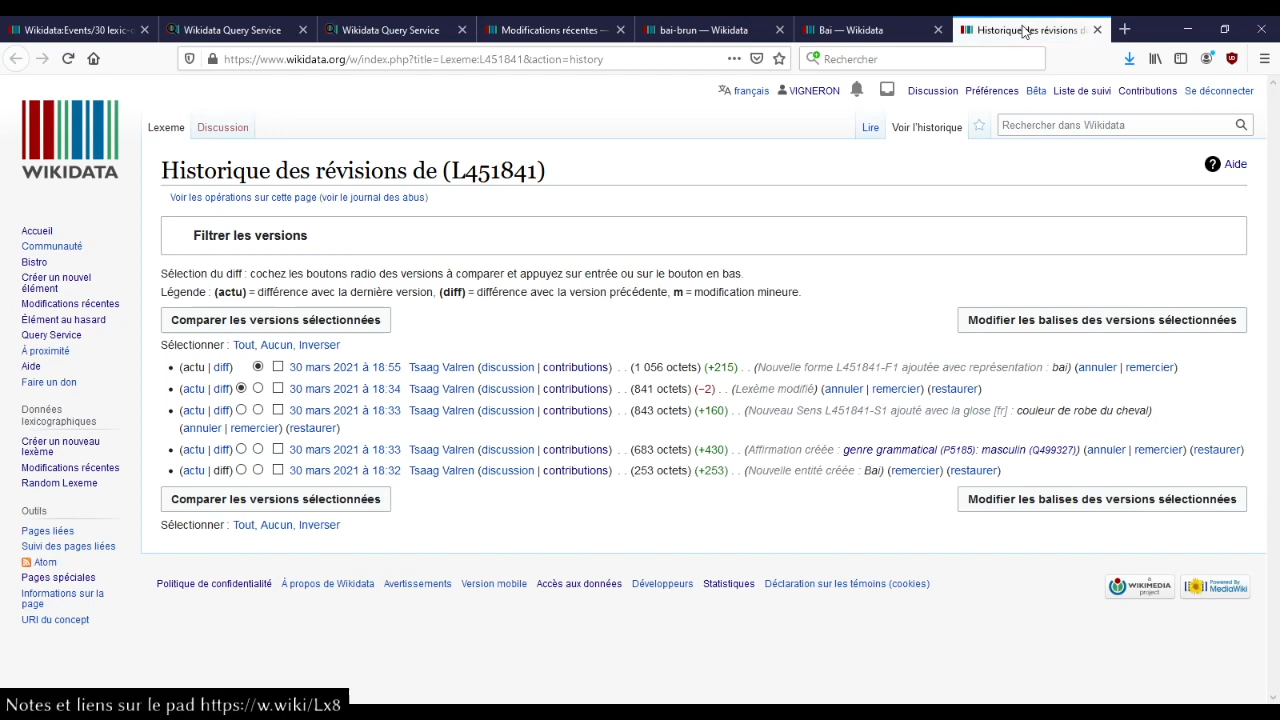 Wikidata:Events/30 lexic-
Wikidata Query Service
Wikidata Query Service
Modifications récentes —
bai-brun — Wikidata
Bai — Wikidata
Historique des révisions d
https://www.wikidata.org/w/index.php?title=Lexeme:L451841&action=history
Rechercher
français VIGNERON Discussion Préférences Bêta Liste de suivi Contributions Se déconnecter
Lexeme Discussion Lire Voir l'historique Rechercher dans Wikidata
WIKIDATA
Historique des révisions de (L451841)
Aide
Voir les opérations sur cette page (voir le journal des abus)
Filtrer les versions
Sélection du diff : cochez les boutons radio des versions à comparer et appuyez sur entrée ou sur le bouton en bas.
Légende : (actu) = différence avec la dernière version, (diff) = différence avec la version précédente, m = modification mineure.
Comparer les versions sélectionnées
Modifier les balises des versions sélectionnées
Sélectionner : Tout, Aucun, Inverser
• (actu | diff) 30 mars 2021 à 18:55 Tsaag Valren (discussion | contributions) . . (1 056 octets) (+215) . . (Nouvelle forme L451841-F1 ajoutée avec représentation : bai) (annuler | remercier)
• (actu | diff) 30 mars 2021 à 18:34 Tsaag Valren (discussion | contributions) . . (841 octets) (−2) . . (Lexème modifié) (annuler | remercier) (restaurer)
• (actu | diff) 30 mars 2021 à 18:33 Tsaag Valren (discussion | contributions) . . (843 octets) (+160) . . (Nouveau Sens L451841-S1 ajouté avec la glose [fr] : couleur de robe du cheval)
(annuler | remercier) (restaurer)
• (actu | diff) 30 mars 2021 à 18:33 Tsaag Valren (discussion | contributions) . . (683 octets) (+430) . . (Affirmation créée : genre grammatical (P5185): masculin (Q499327)) (annuler | remercier) (restaurer)
• (actu | diff) 30 mars 2021 à 18:32 Tsaag Valren (discussion | contributions) . . (253 octets) (+253) . . (Nouvelle entité créée : Bai) (remercier) (restaurer)
Comparer les versions sélectionnées
Modifier les balises des versions sélectionnées
Sélectionner : Tout, Aucun, Inverser
Accueil
Communauté
Bistro
Créer un nouvel
élément
Modifications récentes
Élément au hasard
Query Service
À proximité
Aide
Faire un don
Données
lexicographiques
Créer un nouveau
lexème
Modifications récentes
Random Lexeme
Outils
Pages liées
Suivi des pages liées
Atom
Pages spéciales
Informations sur la
page
URI du concept
Politique de confidentialité À propos de Wikidata Avertissements Version mobile Accès aux données Développeurs Statistiques Déclaration sur les témoins (cookies)
A WIKIMEDIA project
Powered By MediaWiki
Notes et liens sur le pad https://w.wiki/Lx8